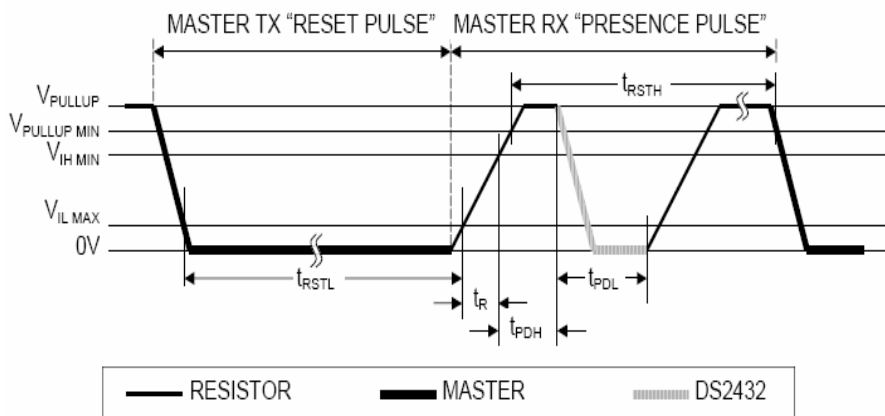 MASTER TX "RESET PULSE"
MASTER RX "PRESENCE PULSE"
tRSTH
VPULLUP
VPULLUP MIN
VIH MIN
VIL MAX
0V
tRSTL
tR
tPDH
tPDL
RESISTOR
MASTER
DS2432